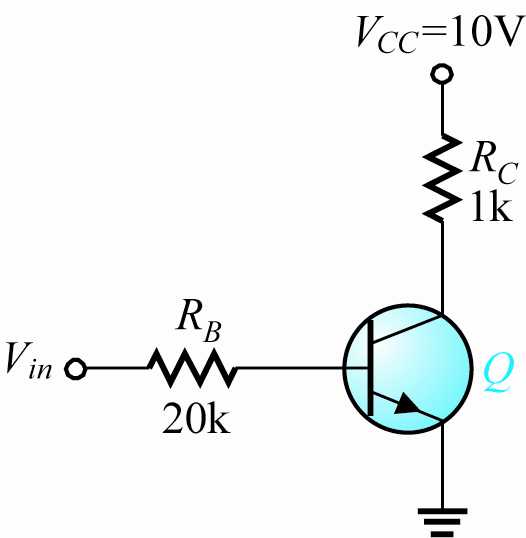 VCC=10V
RC
1k
RB
Vin
Q
20k